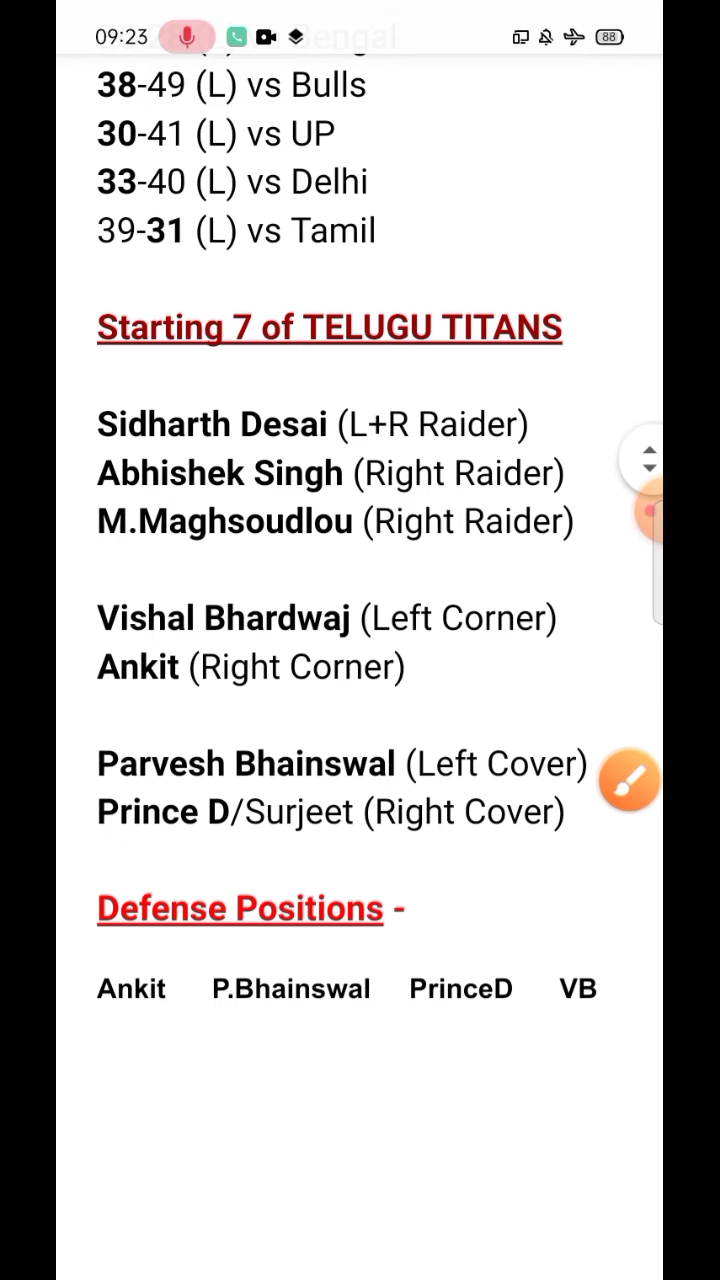 09:23
88
Bengal
38-49 (L) vs Bulls
30-41 (L) vs UP
33-40 (L) vs Delhi
39-31 (L) vs Tamil
Starting 7 of TELUGU TITANS
Sidharth Desai (L+R Raider)
Abhishek Singh (Right Raider)
M.Maghsoudlou (Right Raider)
Vishal Bhardwaj (Left Corner)
Ankit (Right Corner)
Parvesh Bhainswal (Left Cover)
Prince D/Surjeet (Right Cover)
Defense Positions -
Ankit P.Bhainswal PrinceD VB